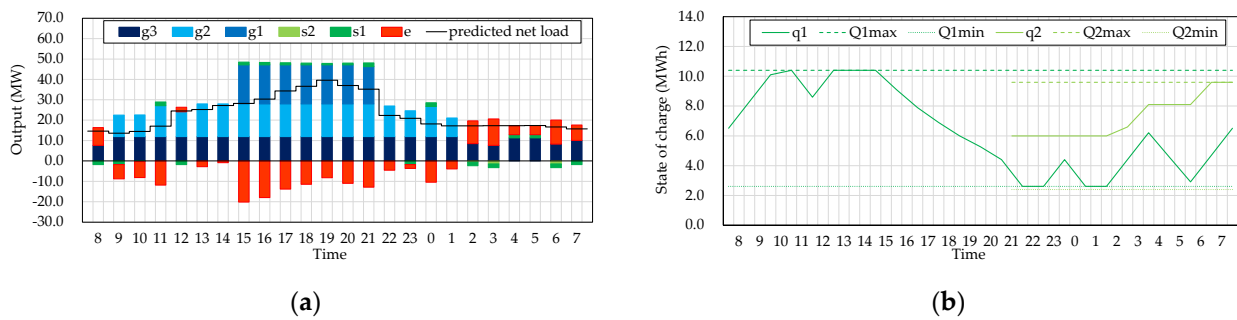 70.0
60.0
50.0
40.0
30.0
20.0
10.0
0.0
-10.0
-20.0
-30.0
Output (MW)
g3 g2 g1 s2 s1 e predicted net load
8 9 10 11 12 13 14 15 16 17 18 19 20 21 22 23 0 1 2 3 4 5 6 7
Time
(a)
14.0
12.0
10.0
8.0
6.0
4.0
2.0
0.0
State of charge (MWh)
q1 Q1max Q1min q2 Q2max Q2min
8 9 10 11 12 13 14 15 16 17 18 19 20 21 22 23 0 1 2 3 4 5 6 7
Time
(b)